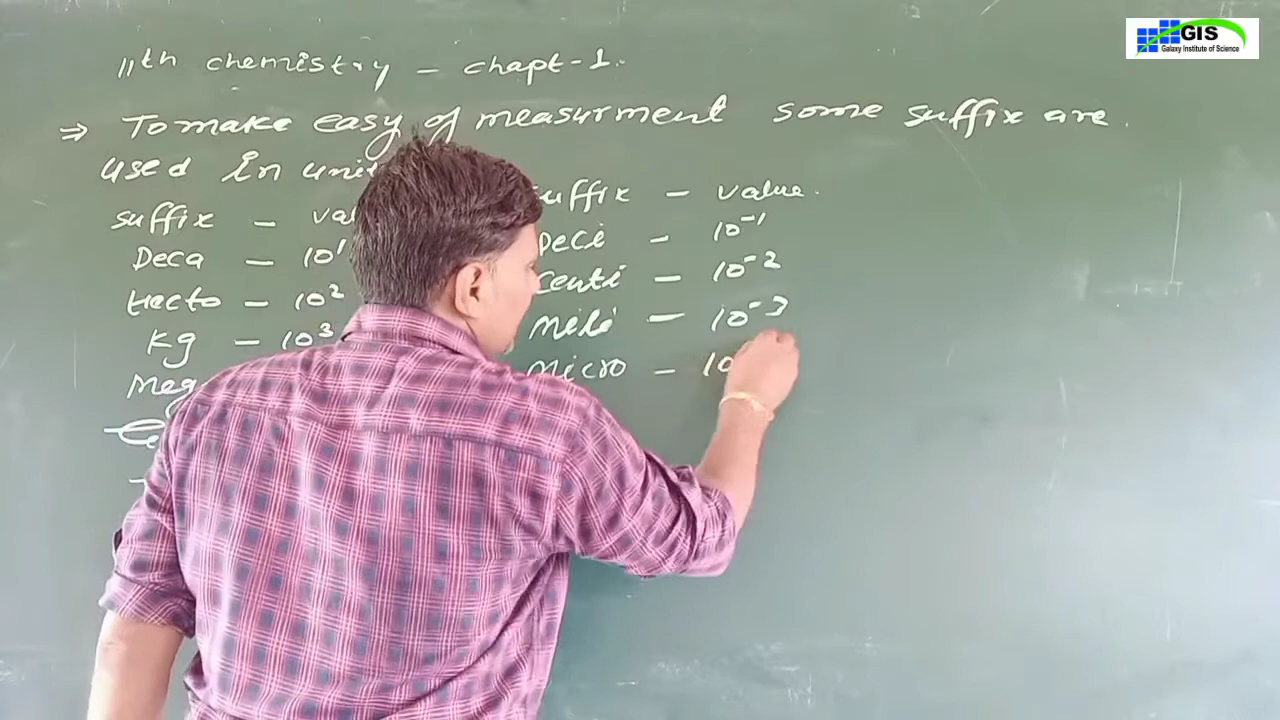 GIS
Galaxy Institute of Science
11th chemistry - chapt-1.
⇒ To make easy of measurment some suffix are.
used in unit
suffix - val
Deca - 10¹
Hecto - 10²
Kg - 10³
Meg
suffix - value.
Deci - 10⁻¹
Centi - 10⁻²
Mili - 10⁻³
Micro - 10